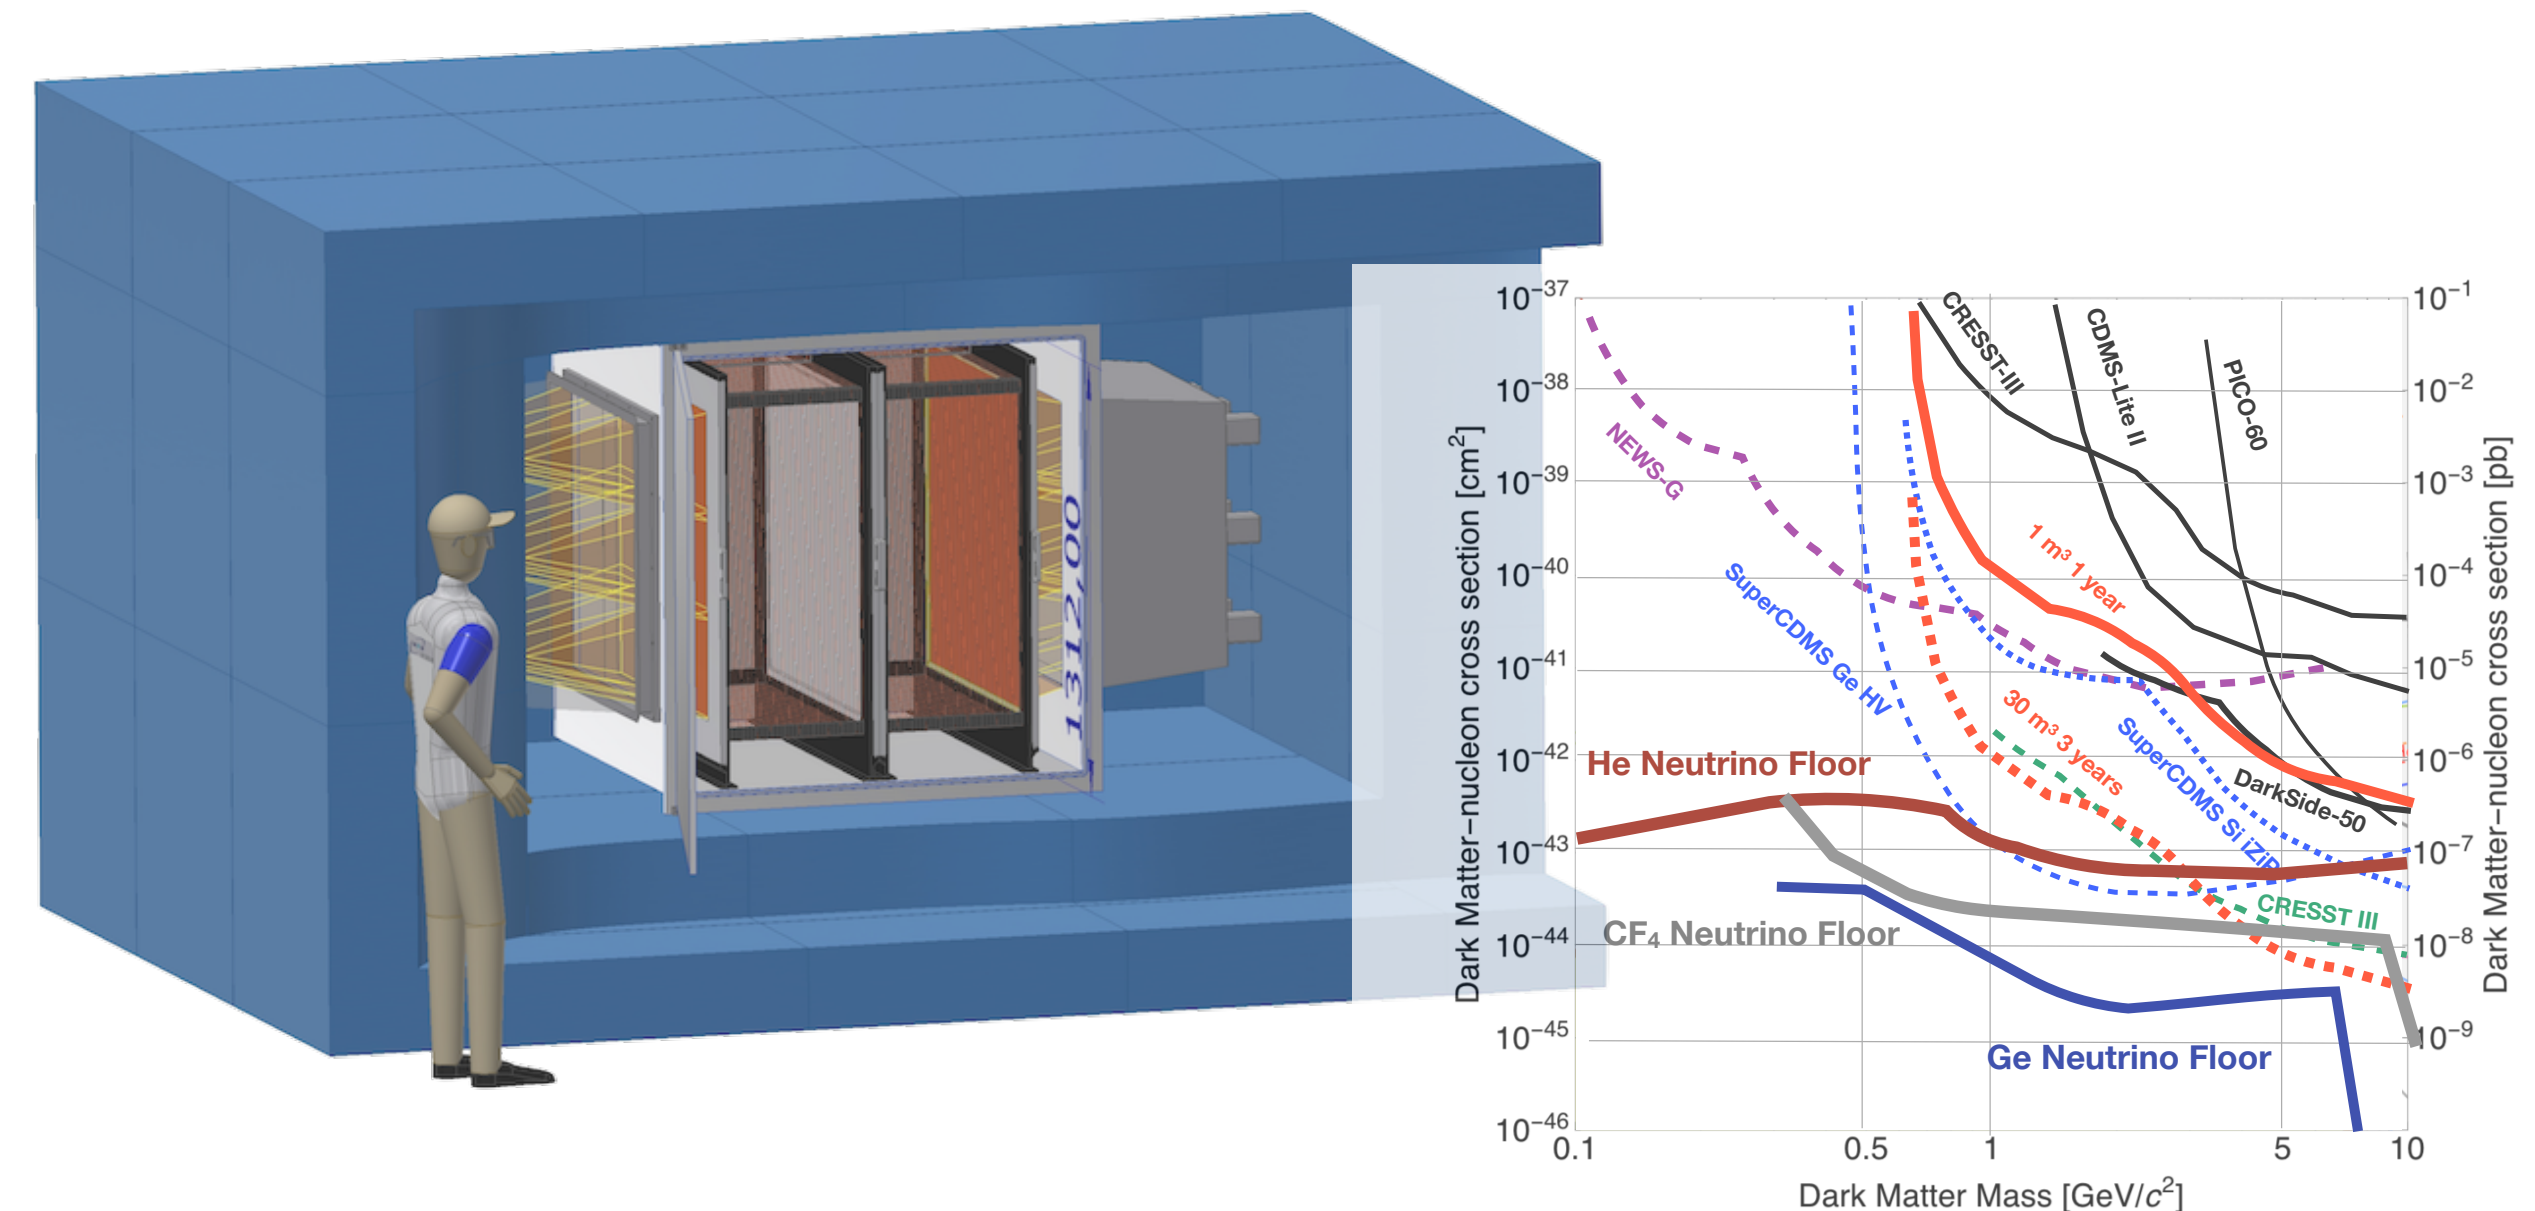 1312,00
10⁻³⁷
10⁻³⁸
10⁻³⁹
10⁻⁴⁰
10⁻⁴¹
10⁻⁴²
10⁻⁴³
10⁻⁴⁴
10⁻⁴⁵
10⁻⁴⁶
Dark Matter–nucleon cross section [cm²]
CRESST-III
CDMS-Lite II
PICO-60
NEWS-G
1 m³ 1 year
SuperCDMS Ge HV
30 m³ 3 years
SuperCDMS Si iZIP
He Neutrino Floor
DarkSide-50
CRESST III
CF₄ Neutrino Floor
Ge Neutrino Floor
10⁻¹
10⁻²
10⁻³
10⁻⁴
10⁻⁵
10⁻⁶
10⁻⁷
10⁻⁸
10⁻⁹
Dark Matter–nucleon cross section [pb]
0.1
0.5
1
5
10
Dark Matter Mass [GeV/c²]